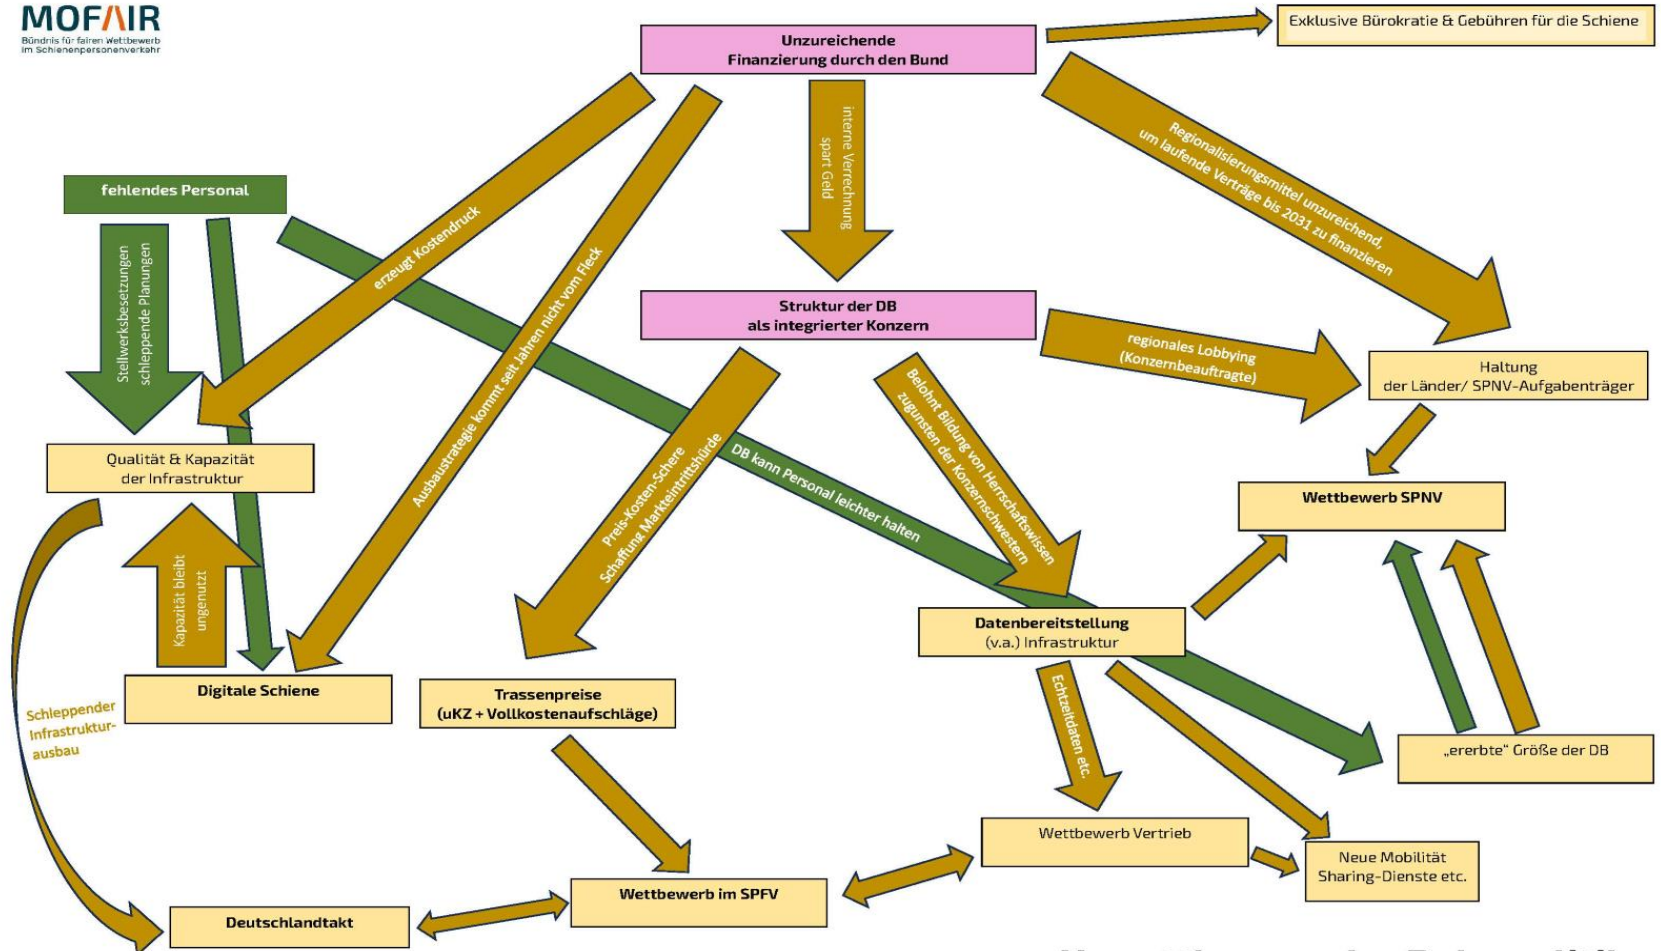 MOFAIR
Bündnis für fairen Wettbewerb
im Schienenpersonenverkehr
Exklusive Bürokratie & Gebühren für die Schiene
Unzureichende
Finanzierung durch den Bund
interne Verrechnung
spart Geld
Regionalisierungsmittel unzureichend,
um laufende Verträge bis 2031 zu finanzieren
fehlendes Personal
Stellwerksbesetzungen
schleppende Planungen
erzeugt Kostendruck
Ausbaustrategie kommt seit Jahren nicht vom Fleck
Struktur der DB
als integrierter Konzern
regionales Lobbying
(Konzernbeauftragte)
Haltung
der Länder/ SPNV-Aufgabenträger
Preis-Kosten-Schere
Schaffung Markteintrittshürde
DB kann Personal leichter halten
Belohnt Bildung von Herrschaftswissen
zugunsten der Konzernschwestern
Qualität & Kapazität
der Infrastruktur
Wettbewerb SPNV
Kapazität bleibt
ungenutzt
Datenbereitstellung
(v.a.) Infrastruktur
Digitale Schiene
Trassenpreise
(uKZ + Vollkostenaufschläge)
Schleppender
Infrastruktur-
ausbau
Echtzeitdaten etc.
„ererbte“ Größe der DB
Wettbewerb Vertrieb
Neue Mobilität
Sharing-Dienste etc.
Wettbewerb im SPFV
Deutschlandtakt